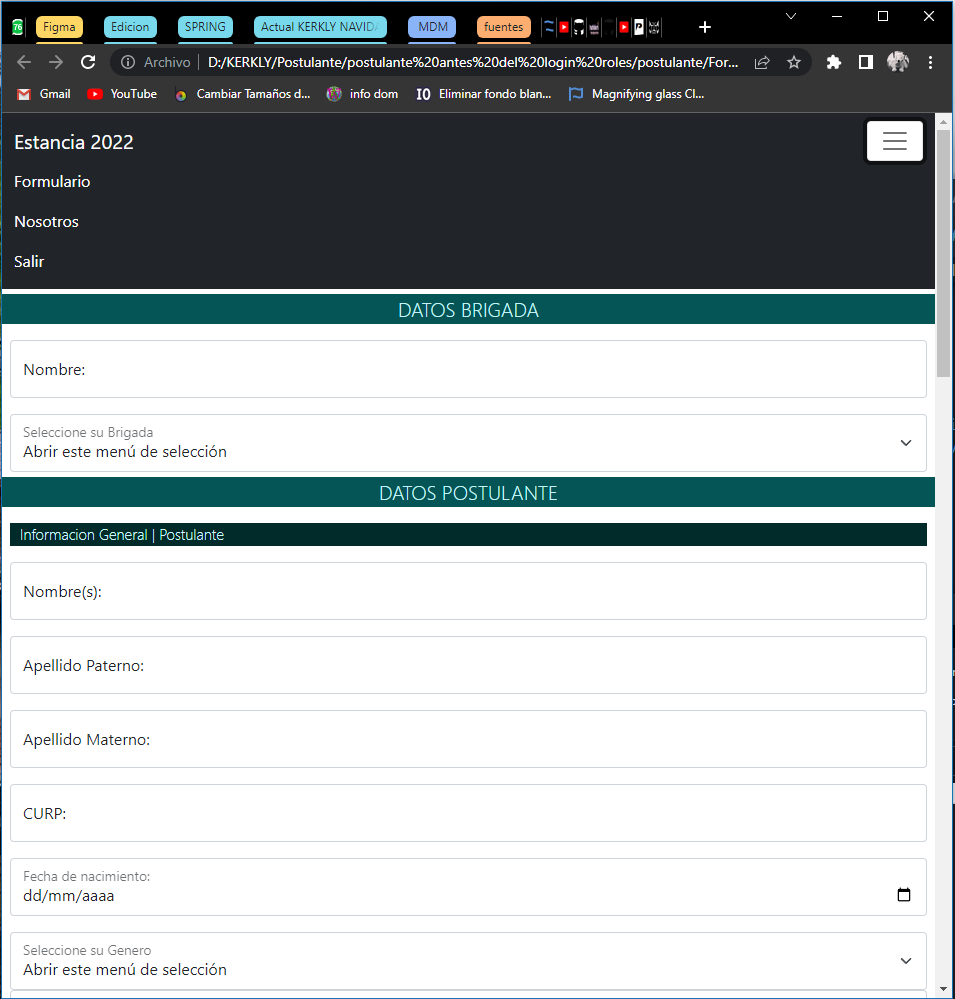 76
Figma
Edicion
SPRING
Actual KERKLY NAVID
MDM
fuentes
Archivo
D:/KERKLY/Postulante/postulante%20antes%20del%20login%20roles/postulante/For...
Gmail
YouTube
Cambiar Tamaños d...
info dom
IO Eliminar fondo blan...
Magnifying glass Cl...
Estancia 2022
Formulario
Nosotros
Salir
DATOS BRIGADA
Nombre:
Seleccione su Brigada
Abrir este menú de selección
DATOS POSTULANTE
Informacion General | Postulante
Nombre(s):
Apellido Paterno:
Apellido Materno:
CURP:
Fecha de nacimiento:
dd/mm/aaaa
Seleccione su Genero
Abrir este menú de selección